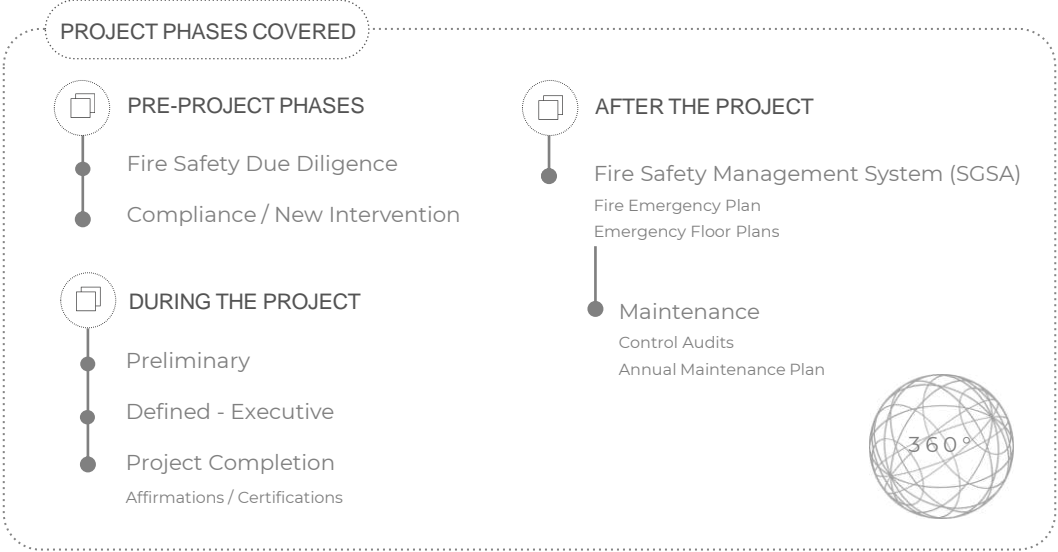 PROJECT PHASES COVERED
PRE-PROJECT PHASES
Fire Safety Due Diligence
Compliance / New Intervention
DURING THE PROJECT
Preliminary
Defined - Executive
Project Completion
Affirmations / Certifications
AFTER THE PROJECT
Fire Safety Management System (SGSA)
Fire Emergency Plan
Emergency Floor Plans
Maintenance
Control Audits
Annual Maintenance Plan
360°